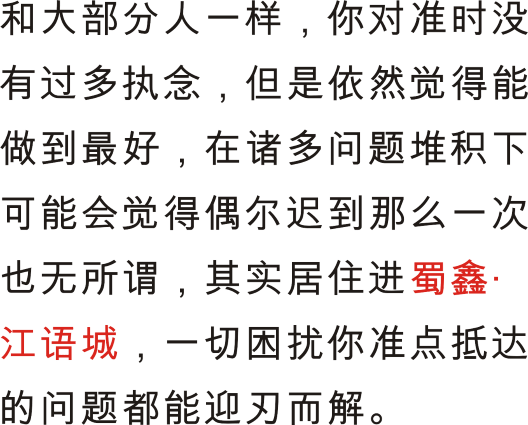 和大部分人一样，你对准时没
有过多执念，但是依然觉得能
做到最好，在诸多问题堆积下
可能会觉得偶尔迟到那么一次
也无所谓，其实居住进蜀鑫·
江语城，一切困扰你准点抵达
的问题都能迎刃而解。